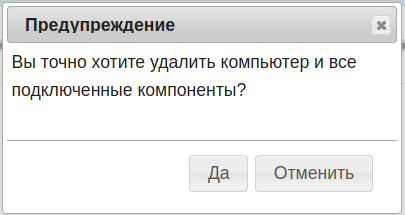 Предупреждение
Вы точно хотите удалить компьютер и все
подключенные компоненты?
Да
Отменить